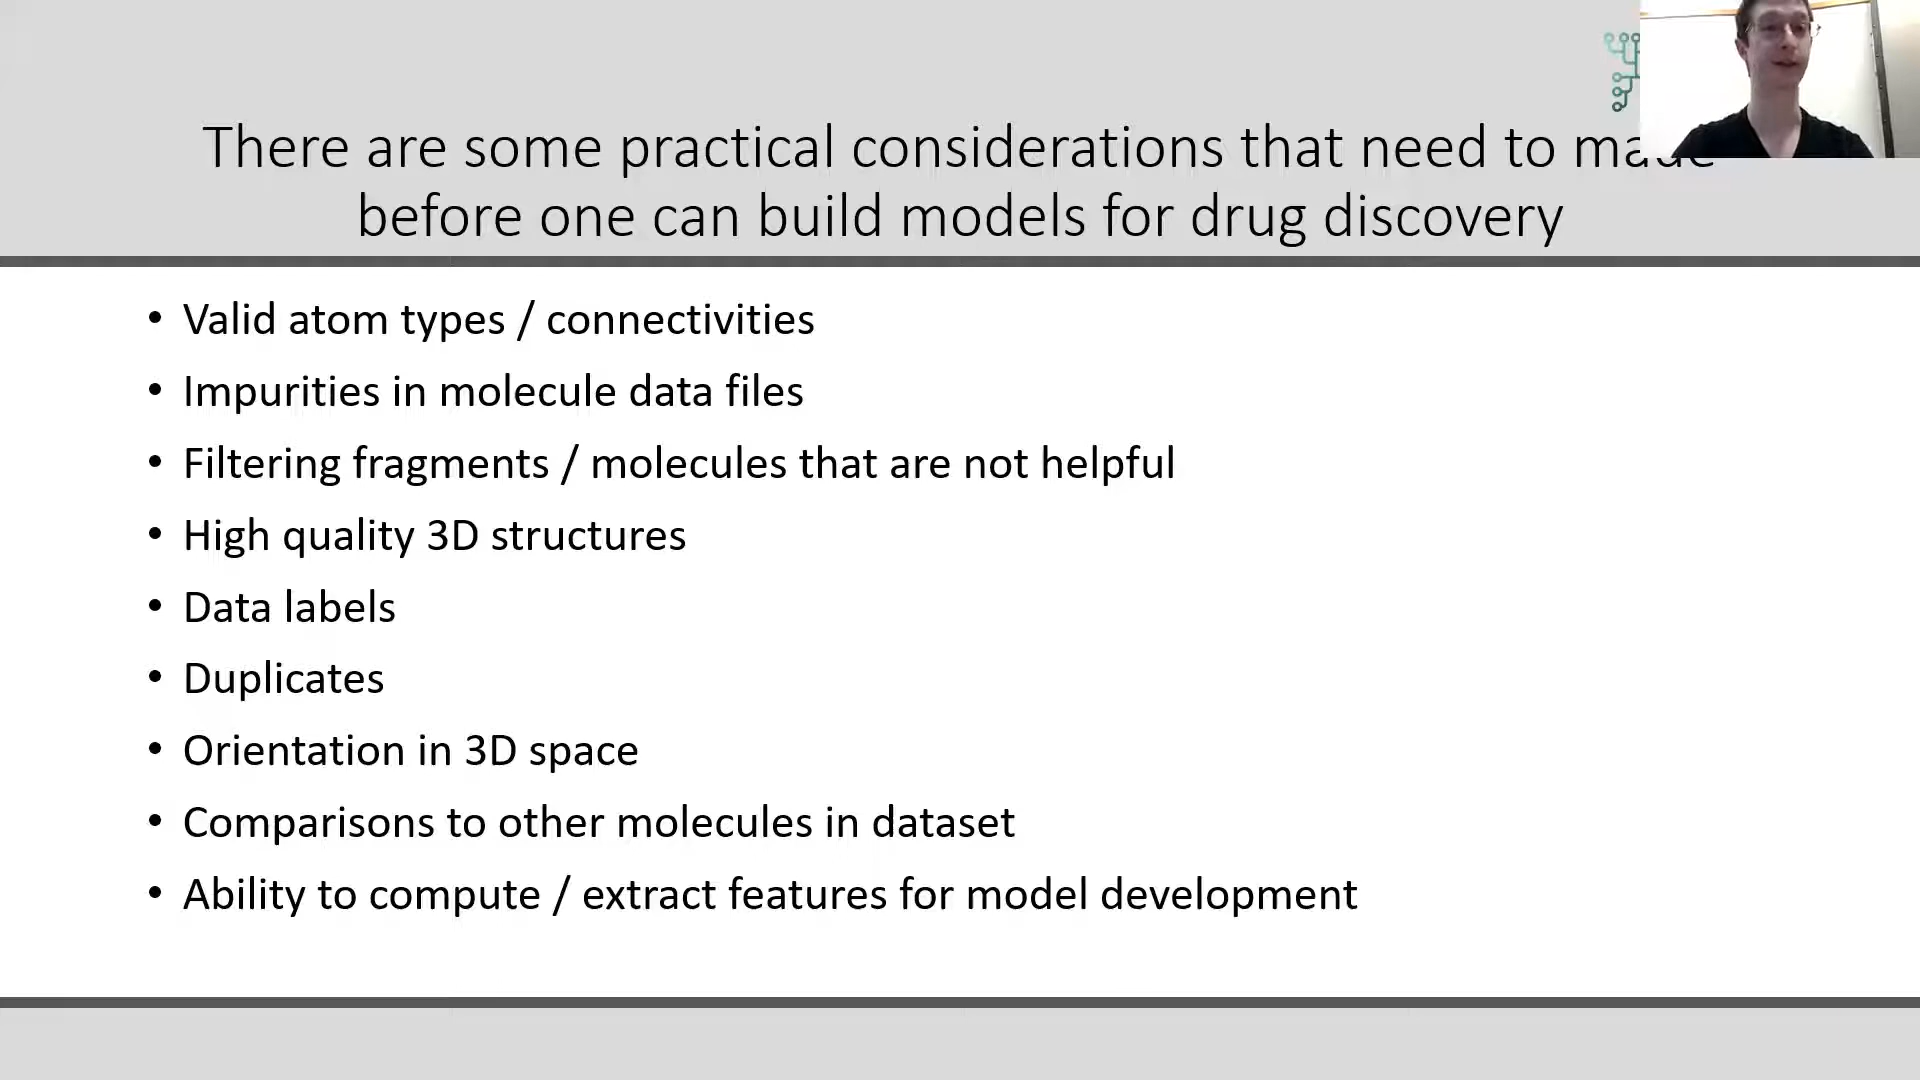 There are some practical considerations that need to made
before one can build models for drug discovery
• Valid atom types / connectivities
• Impurities in molecule data files
• Filtering fragments / molecules that are not helpful
• High quality 3D structures
• Data labels
• Duplicates
• Orientation in 3D space
• Comparisons to other molecules in dataset
• Ability to compute / extract features for model development